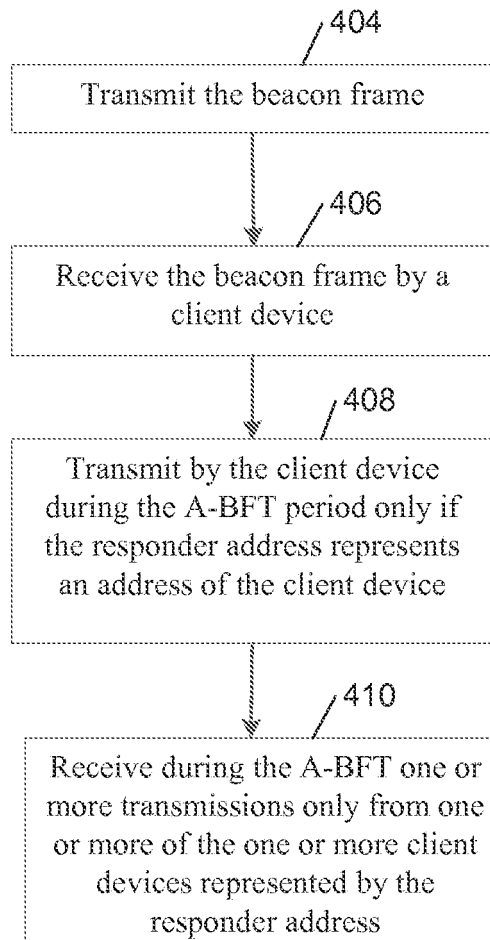 404
Transmit the beacon frame
406
Receive the beacon frame by a
client device
408
Transmit by the client device
during the A-BFT period only if
the responder address represents
an address of the client device
410
Receive during the A-BFT one or
more transmissions only from one
or more of the one or more client
devices represented by the
responder address